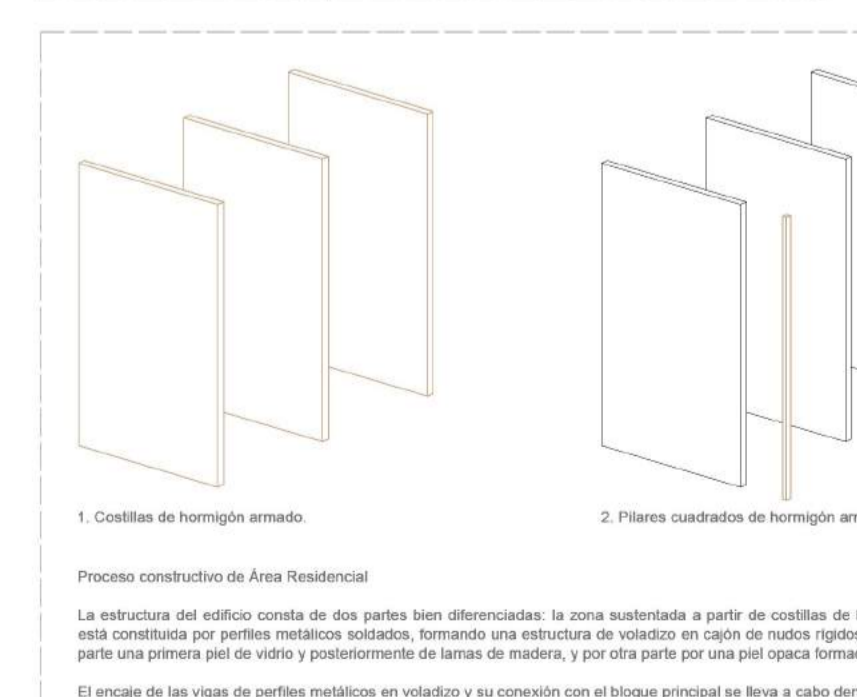 1. Costillas de hormigón armado.
2. Pilares cuadrados de hormigón
Proceso constructivo de Área Residencial
La estructura del edificio consta de dos partes bien diferenciadas: la zona sustentada a partir de costillas de
está constituida por perfiles metálicos soldados, formando una estructura de voladizo en cajón de nudos rígidos
parte una primera piel de vidrio y posteriormente de lamas de madera, y por otra parte por una piel opaca
El encaje de las vigas de perfiles metálicos en voladizo y su conexión con el bloque principal se lleva a cabo